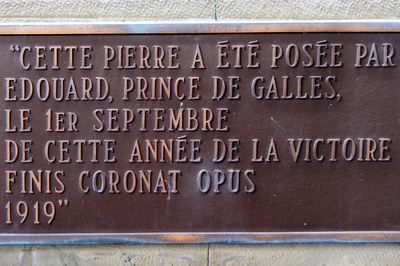 “CETTE PIERRE A ÉTÉ POSÉE PAR
EDOUARD, PRINCE DE GALLES,
LE 1ER SEPTEMBRE
DE CETTE ANNÉE DE LA VICTOIRE
FINIS CORONAT OPUS
1919”